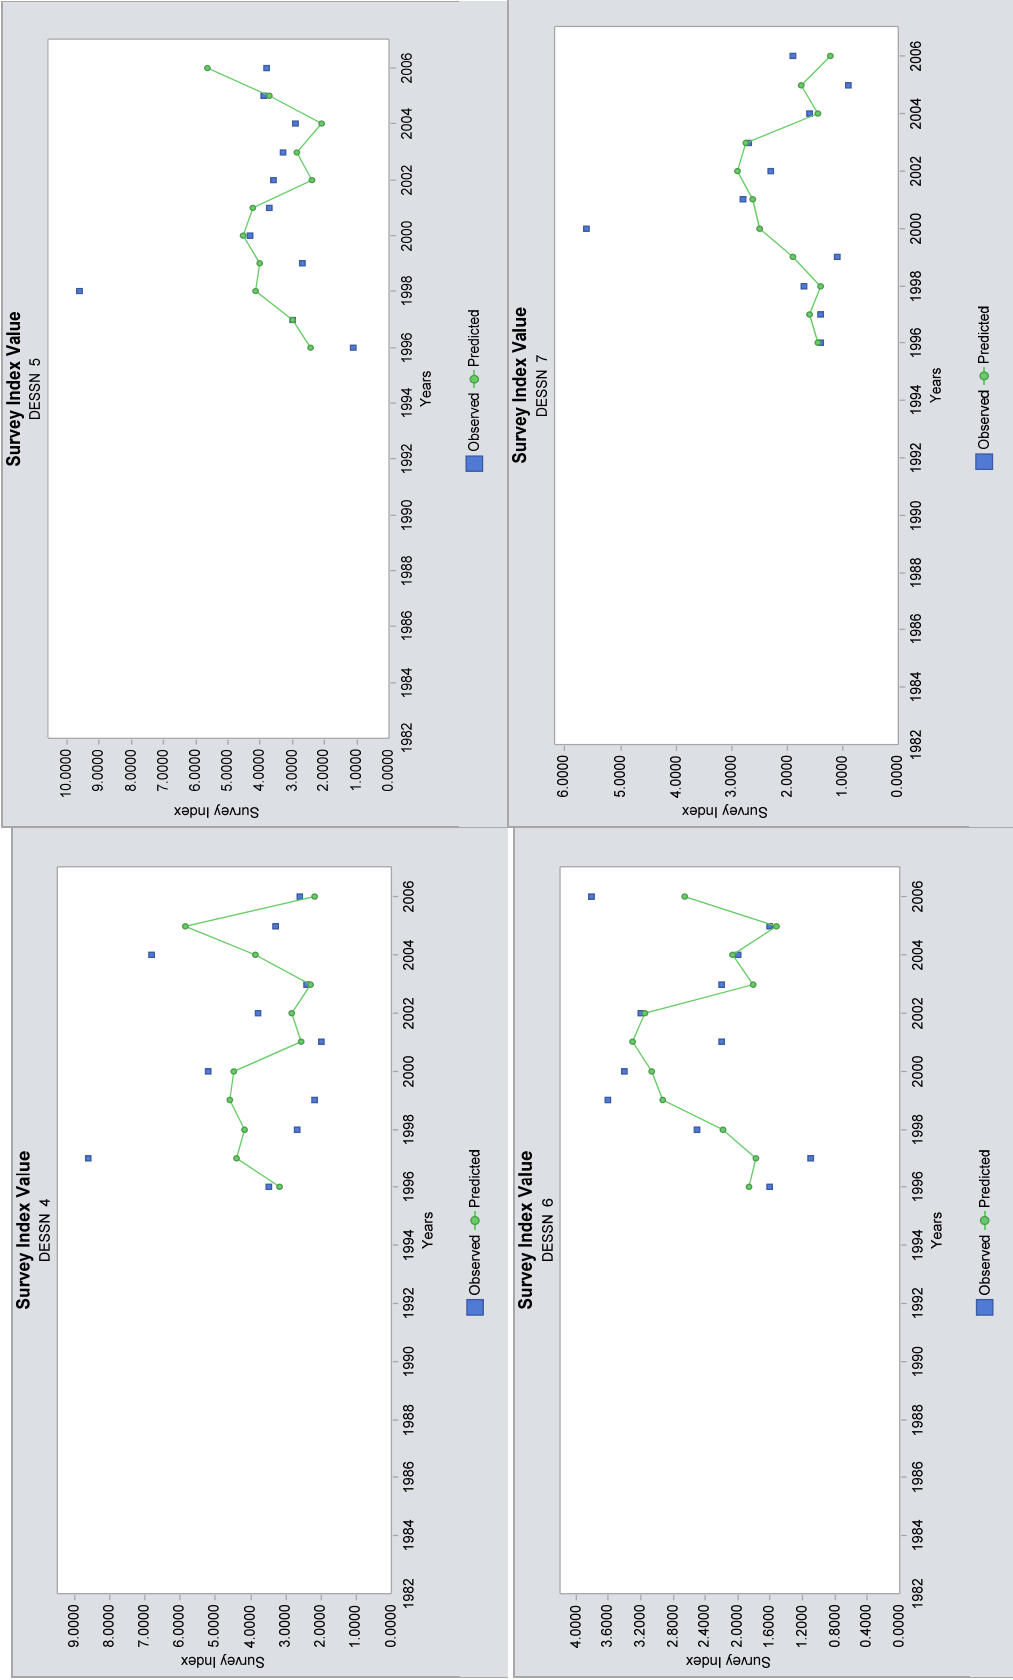 Survey Index Value
DESSN 4
Survey Index
9.0000
8.0000
7.0000
6.0000
5.0000
4.0000
3.0000
2.0000
1.0000
0.0000
1982 1984 1986 1988 1990 1992 1994 1996 1998 2000 2002 2004 2006
Years
Observed Predicted
Survey Index Value
DESSN 5
Survey Index
10.0000
9.0000
8.0000
7.0000
6.0000
5.0000
4.0000
3.0000
2.0000
1.0000
0.0000
1982 1984 1986 1988 1990 1992 1994 1996 1998 2000 2002 2004 2006
Years
Observed Predicted
Survey Index Value
DESSN 6
Survey Index
4.0000
3.6000
3.2000
2.8000
2.4000
2.0000
1.6000
1.2000
0.8000
0.4000
0.0000
1982 1984 1986 1988 1990 1992 1994 1996 1998 2000 2002 2004 2006
Years
Observed Predicted
Survey Index Value
DESSN 7
Survey Index
6.0000
5.0000
4.0000
3.0000
2.0000
1.0000
0.0000
1982 1984 1986 1988 1990 1992 1994 1996 1998 2000 2002 2004 2006
Years
Observed Predicted